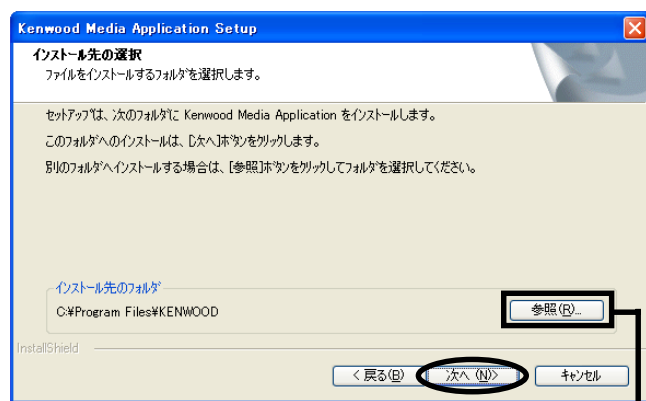 Kenwood Media Application Setup
インストール先の選択
ファイルをインストールするフォルダを選択します。
セットアップは、次のフォルダに Kenwood Media Application をインストールします。
このフォルダへのインストールは、[次へ]ボタンをクリックします。
別のフォルダへインストールする場合は、[参照]ボタンをクリックしてフォルダを選択してください。
インストール先のフォルダ
C:¥Program Files¥KENWOOD
参照(R)...
InstallShield
< 戻る(B)
次へ (N)>
キャンセル